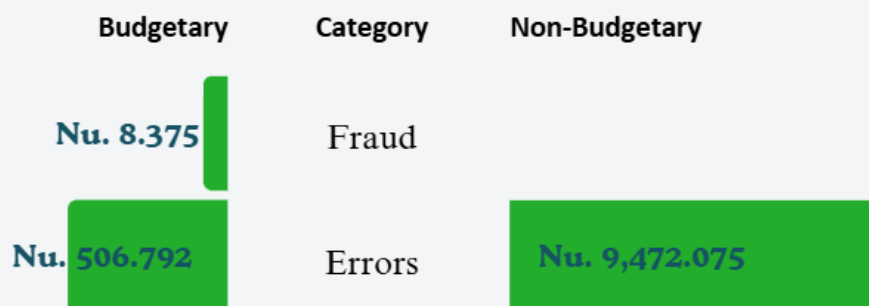 Budgetary Category Non-Budgetary
Nu. 8.375 Fraud
Nu. 506.792 Errors Nu. 9,472.075